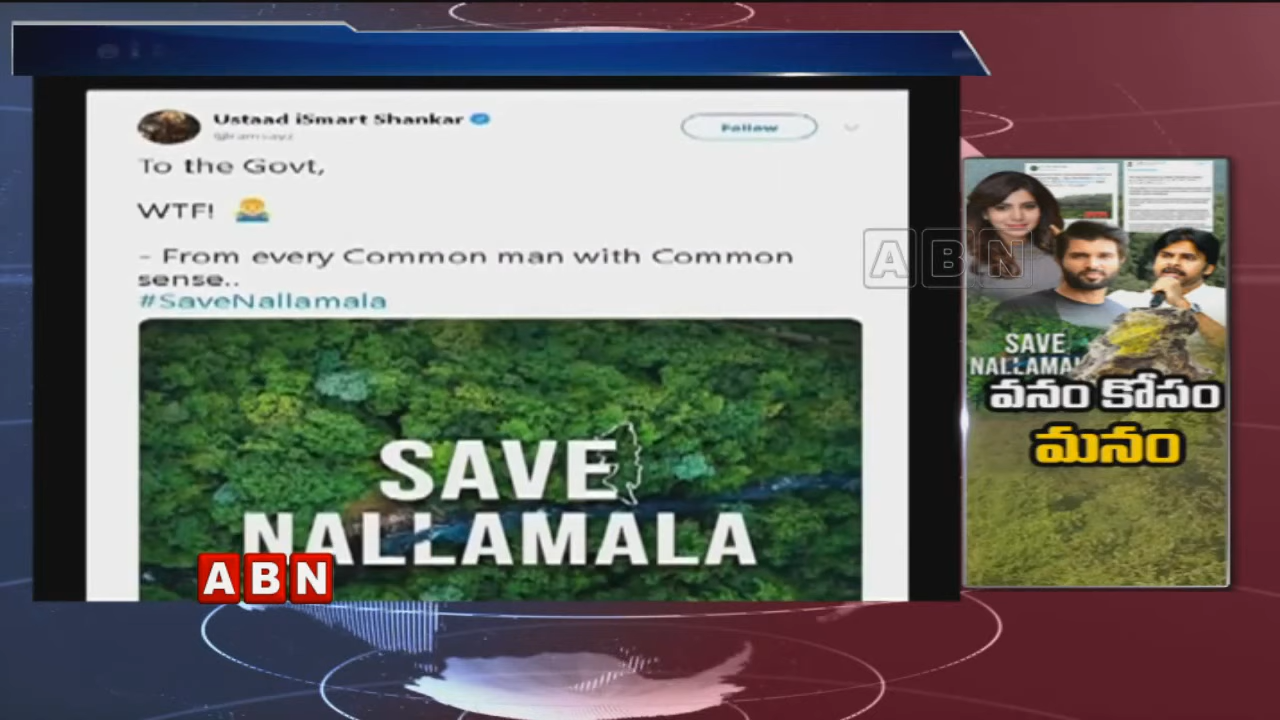 Ustaad iSmart Shankar
Follow
To the Govt,
WTF!
- From every Common man with Common
sense..
#SaveNallamala
SAVE
NALLAMALA
ABN
ABN
SAVE
వనం కోసం
మనం